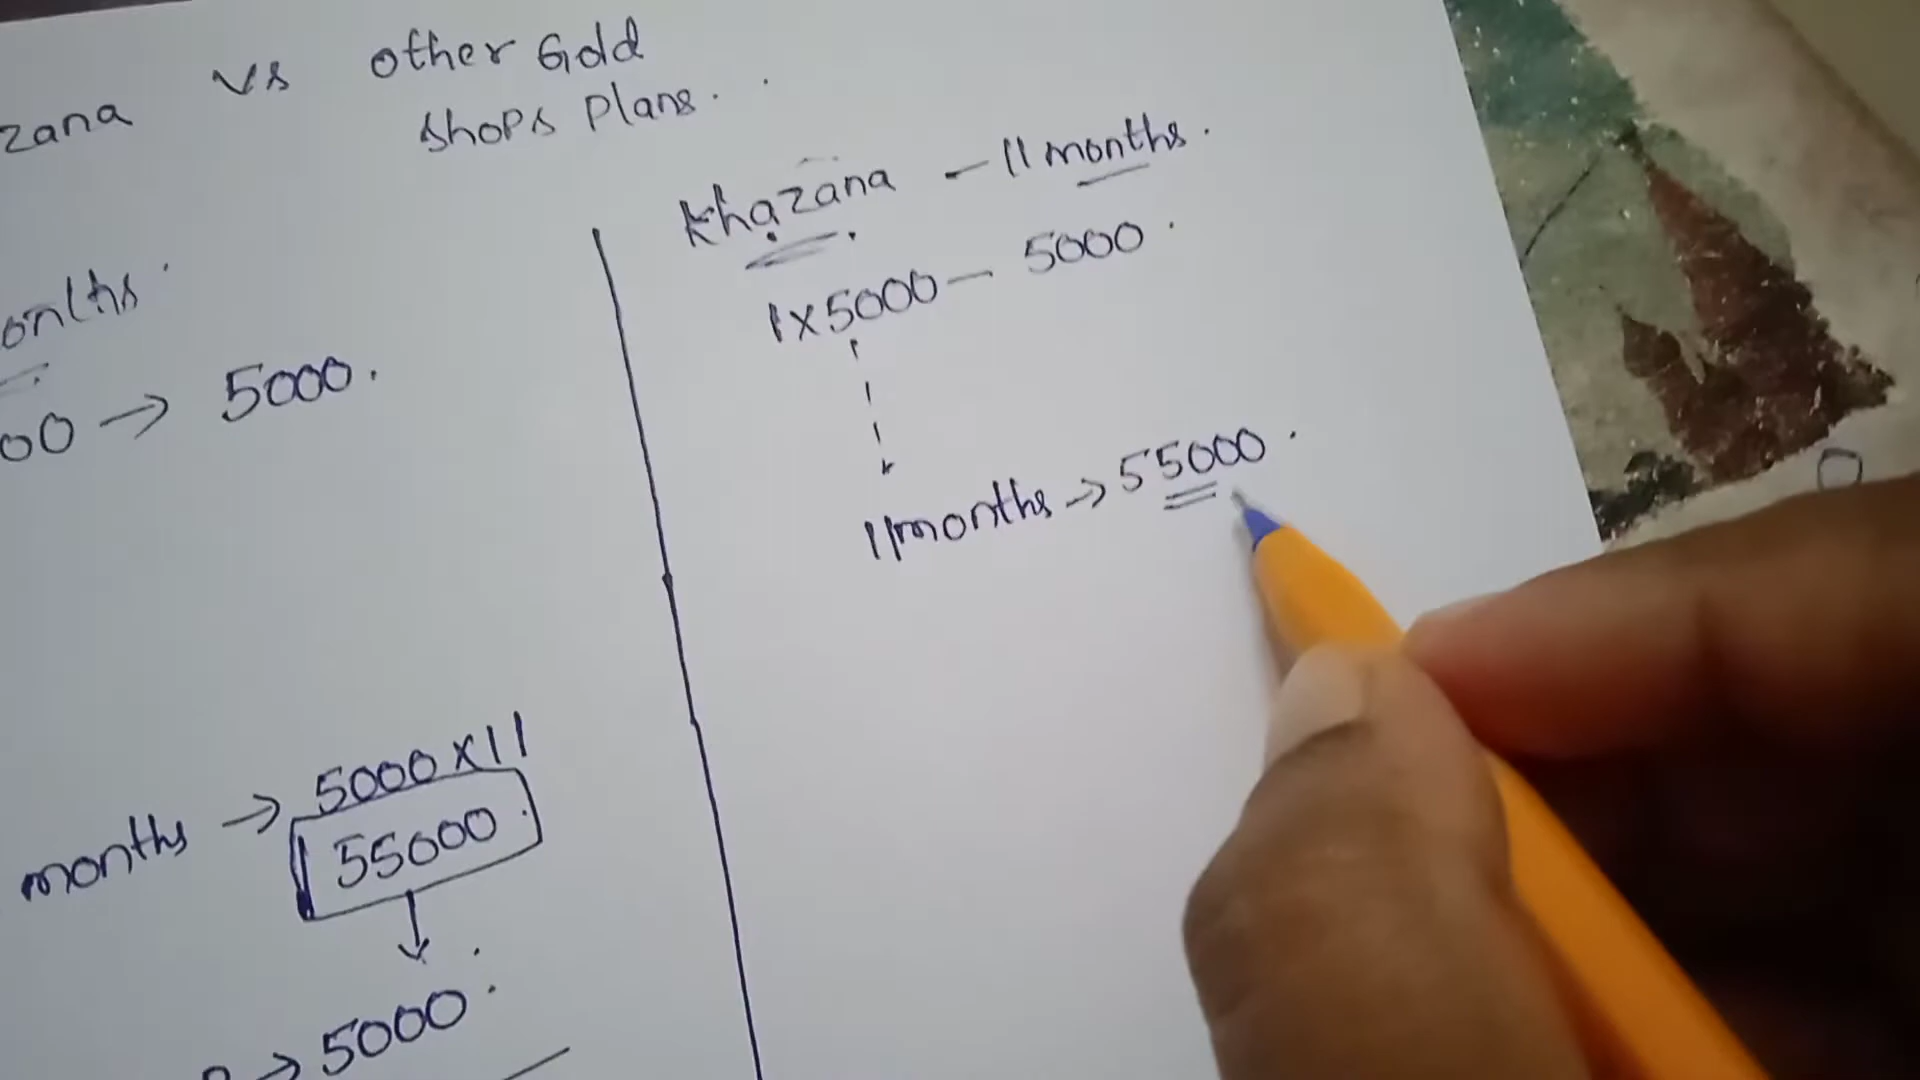 zana vs other Gold
shops plans.
onths.
00 → 5000.
months → 5000x11
55000
→ 5000
Khazana - 11 months.
1x5000 - 5000.
11months → 55000.